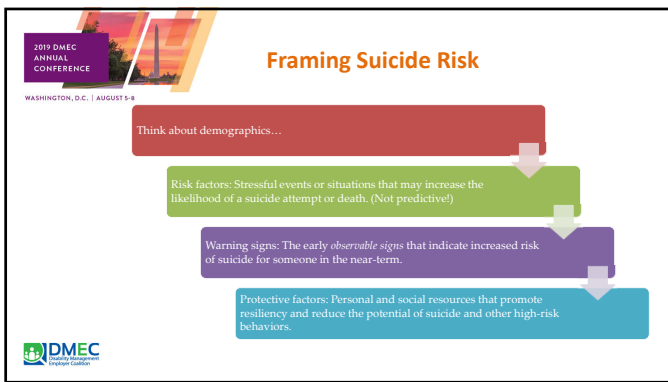 2019 DMEC
ANNUAL
CONFERENCE
WASHINGTON, D.C. | AUGUST 5-8
Framing Suicide Risk
Think about demographics…
Risk factors: Stressful events or situations that may increase the
likelihood of a suicide attempt or death. (Not predictive!)
Warning signs: The early observable signs that indicate increased risk
of suicide for someone in the near-term.
Protective factors: Personal and social resources that promote
resiliency and reduce the potential of suicide and other high-risk
behaviors.
DMEC
Disability Management
Employer Coalition